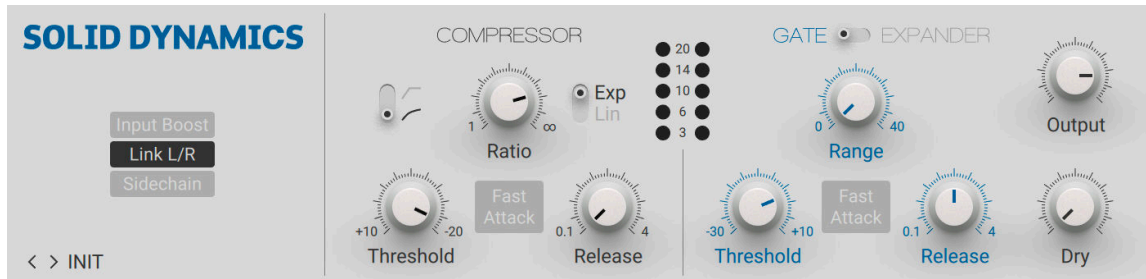 SOLID DYNAMICS
Input Boost
Link L/R
Sidechain
< > INIT
COMPRESSOR
1 ∞
Ratio
Exp
Lin
+10 -20
Threshold
Fast
Attack
0.1 4
Release
20
14
10
6
3
GATE EXPANDER
0 40
Range
-30 +10
Threshold
Fast
Attack
0.1 4
Release
Output
Dry